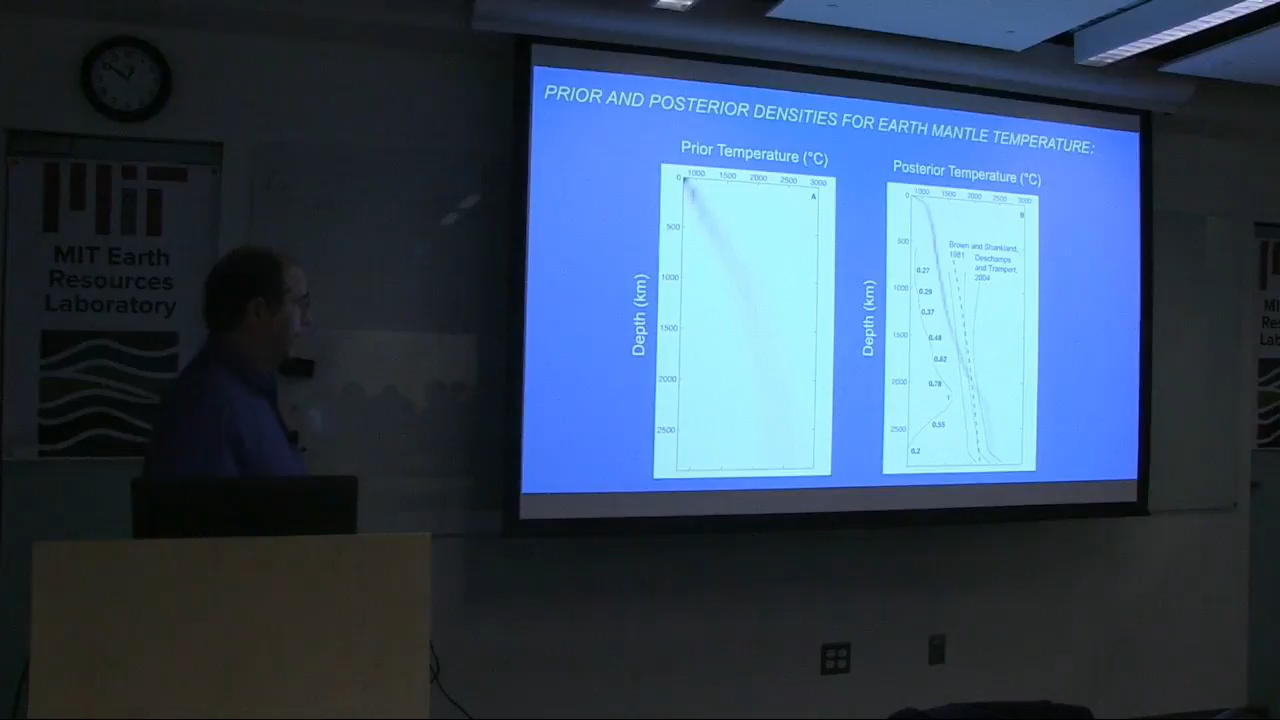 PRIOR AND POSTERIOR DENSITIES FOR EARTH MANTLE TEMPERATURE:
Prior Temperature (°C)
0 1000 1500 2000 2500 3000
A
500
1000
1500
2000
2500
Depth (km)
Posterior Temperature (°C)
0 1000 1500 2000 2500 3000
B
500
1000
1500
2000
2500
Depth (km)
Brown and Shankland,
1981
Deschamps
and Trampert,
2004
0.27
0.29
0.37
0.48
0.62
0.78
1
0.55
0.2
MIT
MIT Earth
Resources
Laboratory